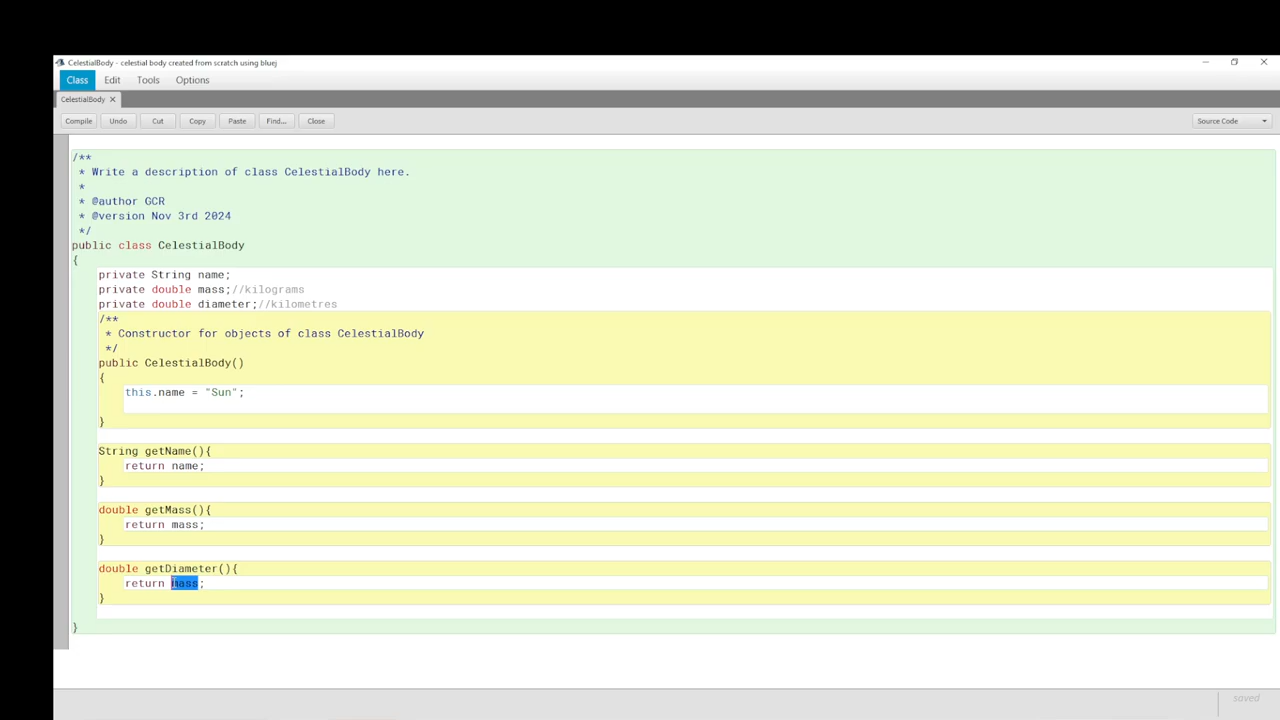 CelestialBody - celestial body created from scratch using bluej
Class Edit Tools Options
CelestialBody
Compile Undo Cut Copy Paste Find... Close Source Code
/**
 * Write a description of class CelestialBody here.
 *
 * @author GCR
 * @version Nov 3rd 2024
 */
public class CelestialBody
{
    private String name;
    private double mass;//kilograms
    private double diameter;//kilometres
    /**
     * Constructor for objects of class CelestialBody
     */
    public CelestialBody()
    {
        this.name = "Sun";
    }
    String getName(){
        return name;
    }
    double getMass(){
        return mass;
    }
    double getDiameter(){
        return mass;
    }
}
saved